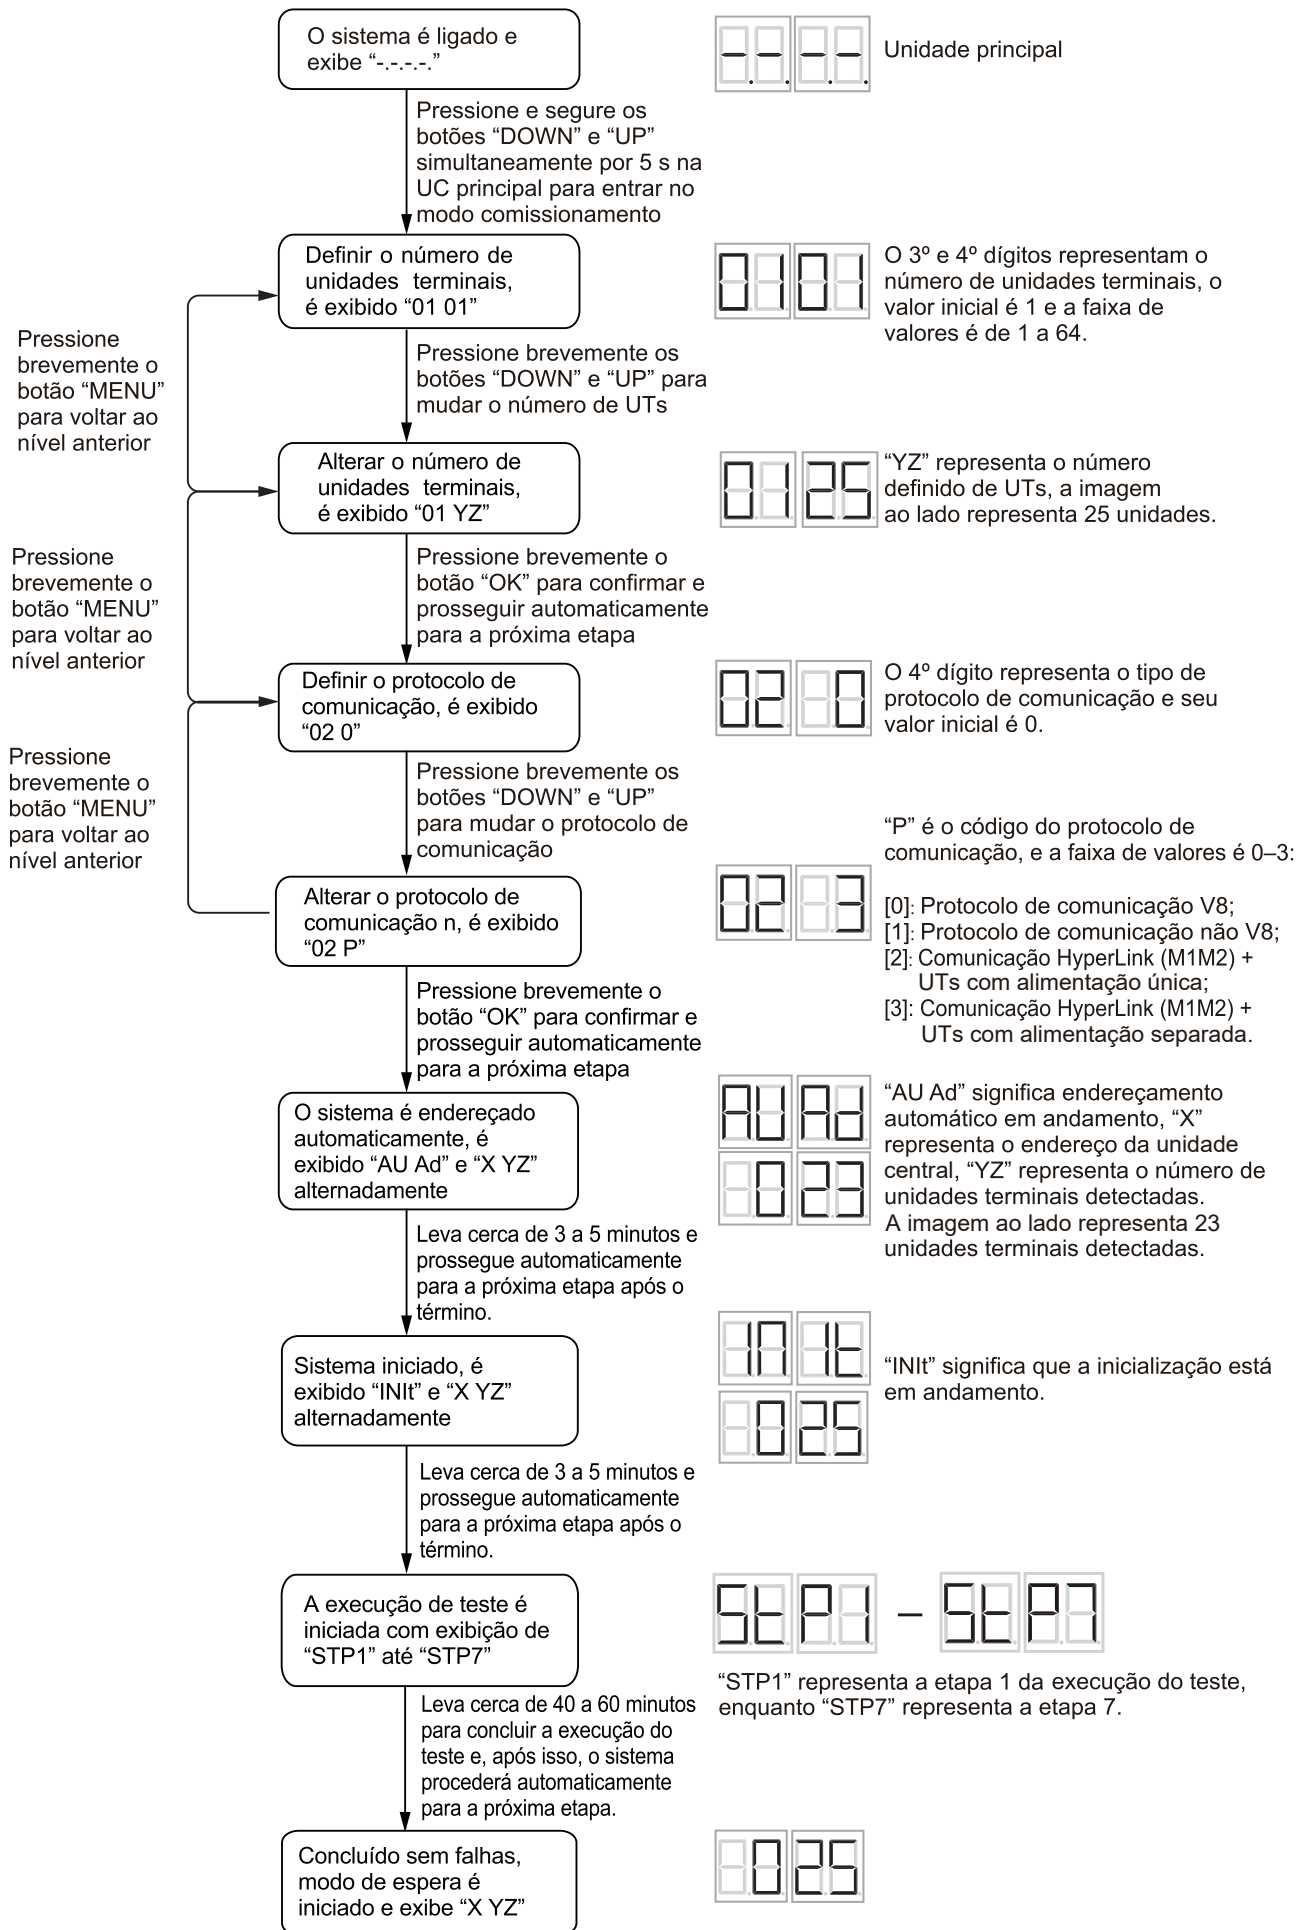 O sistema é ligado e
exibe “-.-.-.-.”
-.-.-.-.
Unidade principal
Pressione e segure os
botões “DOWN” e “UP”
simultaneamente por 5 s na
UC principal para entrar no
modo comissionamento
Definir o número de
unidades terminais,
é exibido “01 01”
0101
O 3º e 4º dígitos representam o
número de unidades terminais, o
valor inicial é 1 e a faixa de
valores é de 1 a 64.
Pressione
brevemente o
botão “MENU”
para voltar ao
nível anterior
Pressione brevemente os
botões “DOWN” e “UP” para
mudar o número de UTs
Alterar o número de
unidades terminais,
é exibido “01 YZ”
0125
“YZ” representa o número
definido de UTs, a imagem
ao lado representa 25 unidades.
Pressione
brevemente o
botão “MENU”
para voltar ao
nível anterior
Pressione brevemente o
botão “OK” para confirmar e
prosseguir automaticamente
para a próxima etapa
Definir o protocolo de
comunicação, é exibido
“02 0”
02 0
O 4º dígito representa o tipo de
protocolo de comunicação e seu
valor inicial é 0.
Pressione
brevemente o
botão “MENU”
para voltar ao
nível anterior
Pressione brevemente os
botões “DOWN” e “UP”
para mudar o protocolo de
comunicação
Alterar o protocolo de
comunicação n, é exibido
“02 P”
02 3
“P” é o código do protocolo de
comunicação, e a faixa de valores é 0–3:
[0]: Protocolo de comunicação V8;
[1]: Protocolo de comunicação não V8;
[2]: Comunicação HyperLink (M1M2) +
UTs com alimentação única;
[3]: Comunicação HyperLink (M1M2) +
UTs com alimentação separada.
Pressione brevemente o
botão “OK” para confirmar e
prosseguir automaticamente
para a próxima etapa
O sistema é endereçado
automaticamente, é
exibido “AU Ad” e “X YZ”
alternadamente
AU Ad
0 23
“AU Ad” significa endereçamento
automático em andamento, “X”
representa o endereço da unidade
central, “YZ” representa o número de
unidades terminais detectadas.
A imagem ao lado representa 23
unidades terminais detectadas.
Leva cerca de 3 a 5 minutos e
prossegue automaticamente
para a próxima etapa após o
término.
Sistema iniciado, é
exibido “INIt” e “X YZ”
alternadamente
INIt
0 25
“INIt” significa que a inicialização está
em andamento.
Leva cerca de 3 a 5 minutos e
prossegue automaticamente
para a próxima etapa após o
término.
A execução de teste é
iniciada com exibição de
“STP1” até “STP7”
StP1 – StP7
“STP1” representa a etapa 1 da execução do teste,
enquanto “STP7” representa a etapa 7.
Leva cerca de 40 a 60 minutos
para concluir a execução do
teste e, após isso, o sistema
procederá automaticamente
para a próxima etapa.
Concluído sem falhas,
modo de espera é
iniciado e exibe “X YZ”
0 25